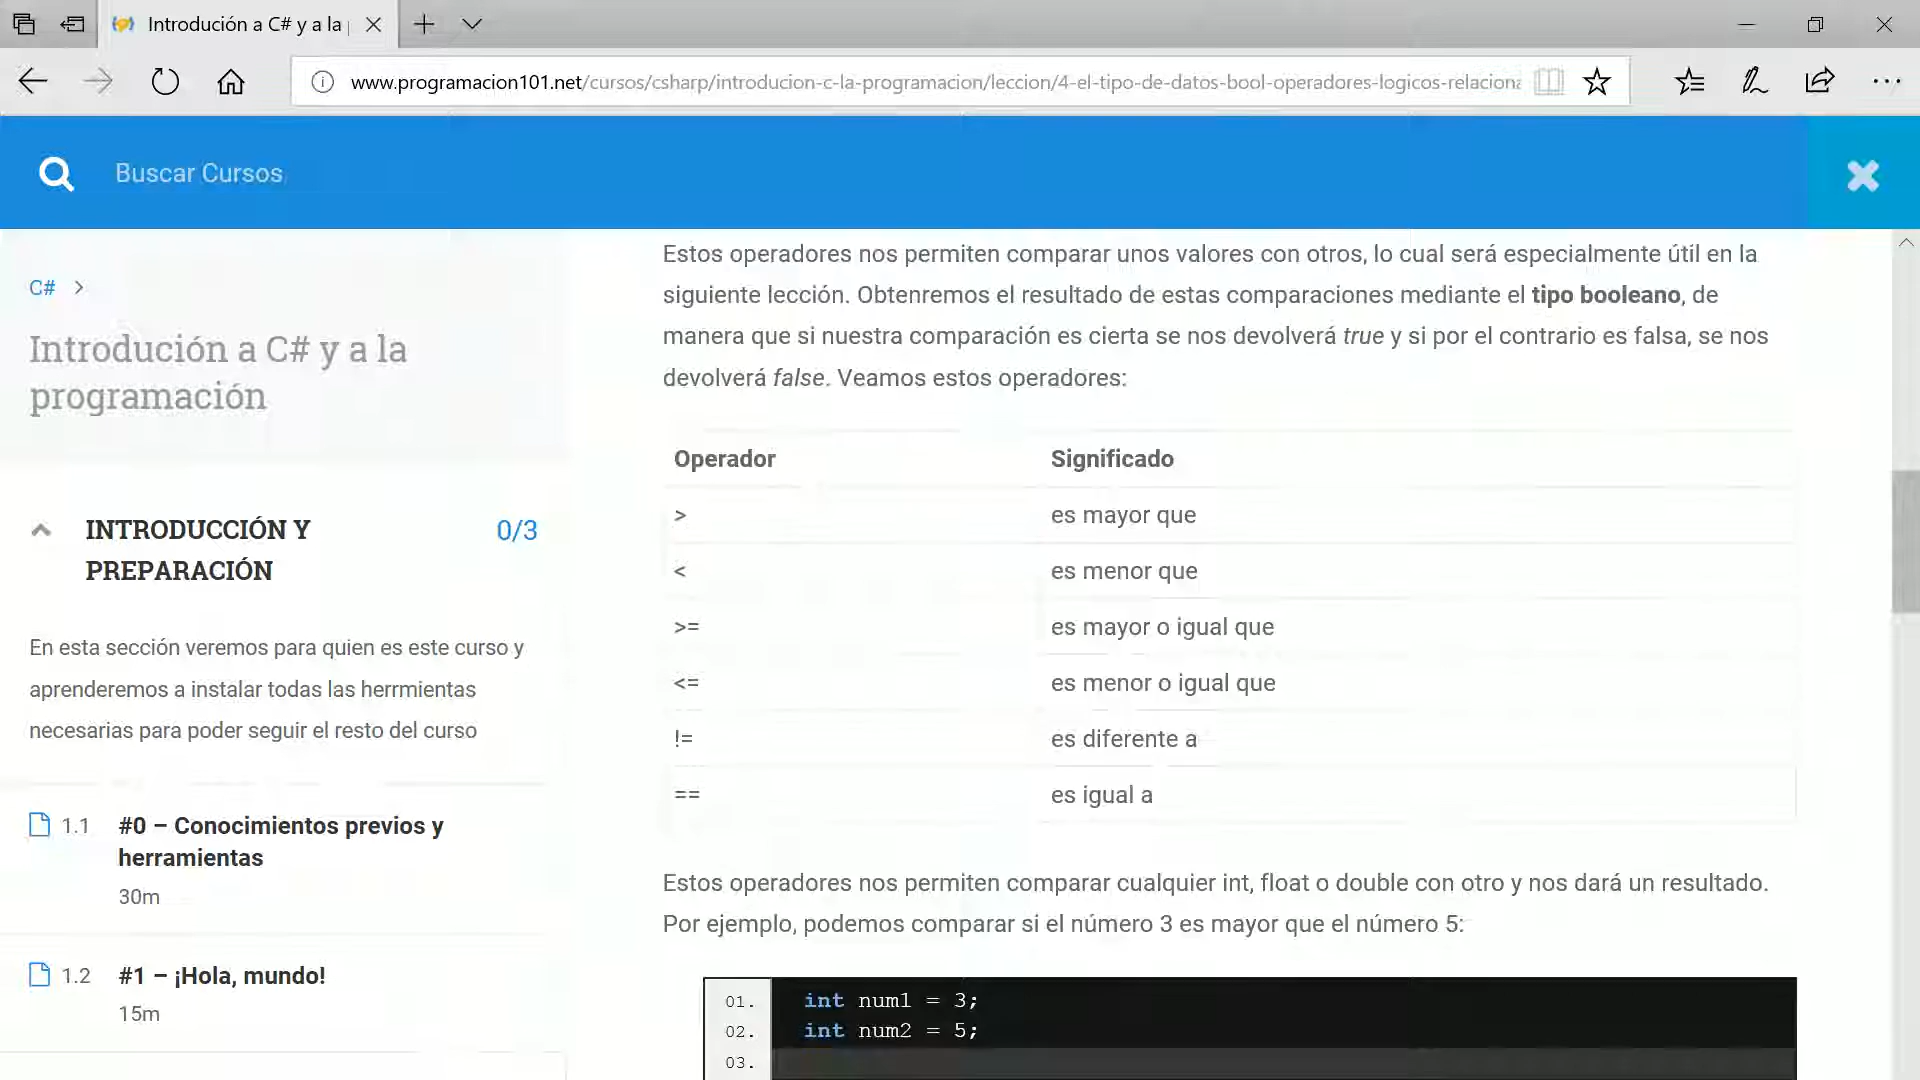 Introdución a C# y a la
www.programacion101.net/cursos/csharp/introducion-c-la-programacion/leccion/4-el-tipo-de-datos-bool-operadores-logicos-relaciona
Buscar Cursos
C# >
Introdución a C# y a la
programación
INTRODUCCIÓN Y
PREPARACIÓN
0/3
En esta sección veremos para quien es este curso y
aprenderemos a instalar todas las herrmientas
necesarias para poder seguir el resto del curso
1.1 #0 – Conocimientos previos y
herramientas
30m
1.2 #1 – ¡Hola, mundo!
15m
Estos operadores nos permiten comparar unos valores con otros, lo cual será especialmente útil en la
siguiente lección. Obtenremos el resultado de estas comparaciones mediante el tipo booleano, de
manera que si nuestra comparación es cierta se nos devolverá true y si por el contrario es falsa, se nos
devolverá false. Veamos estos operadores:
Operador Significado
> es mayor que
< es menor que
>= es mayor o igual que
<= es menor o igual que
!= es diferente a
== es igual a
Estos operadores nos permiten comparar cualquier int, float o double con otro y nos dará un resultado.
Por ejemplo, podemos comparar si el número 3 es mayor que el número 5:
01. int num1 = 3;
02. int num2 = 5;
03.